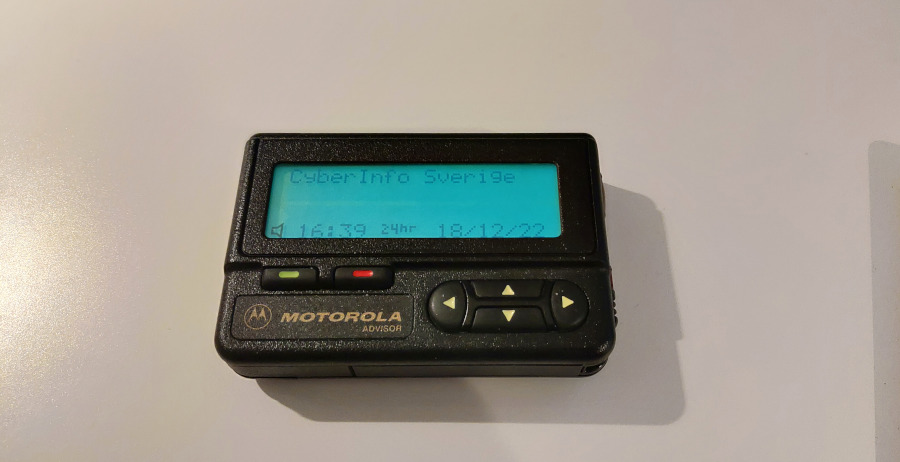 CyberInfo Sverige
16:39 24hr 18/12/22
MOTOROLA
ADVISOR